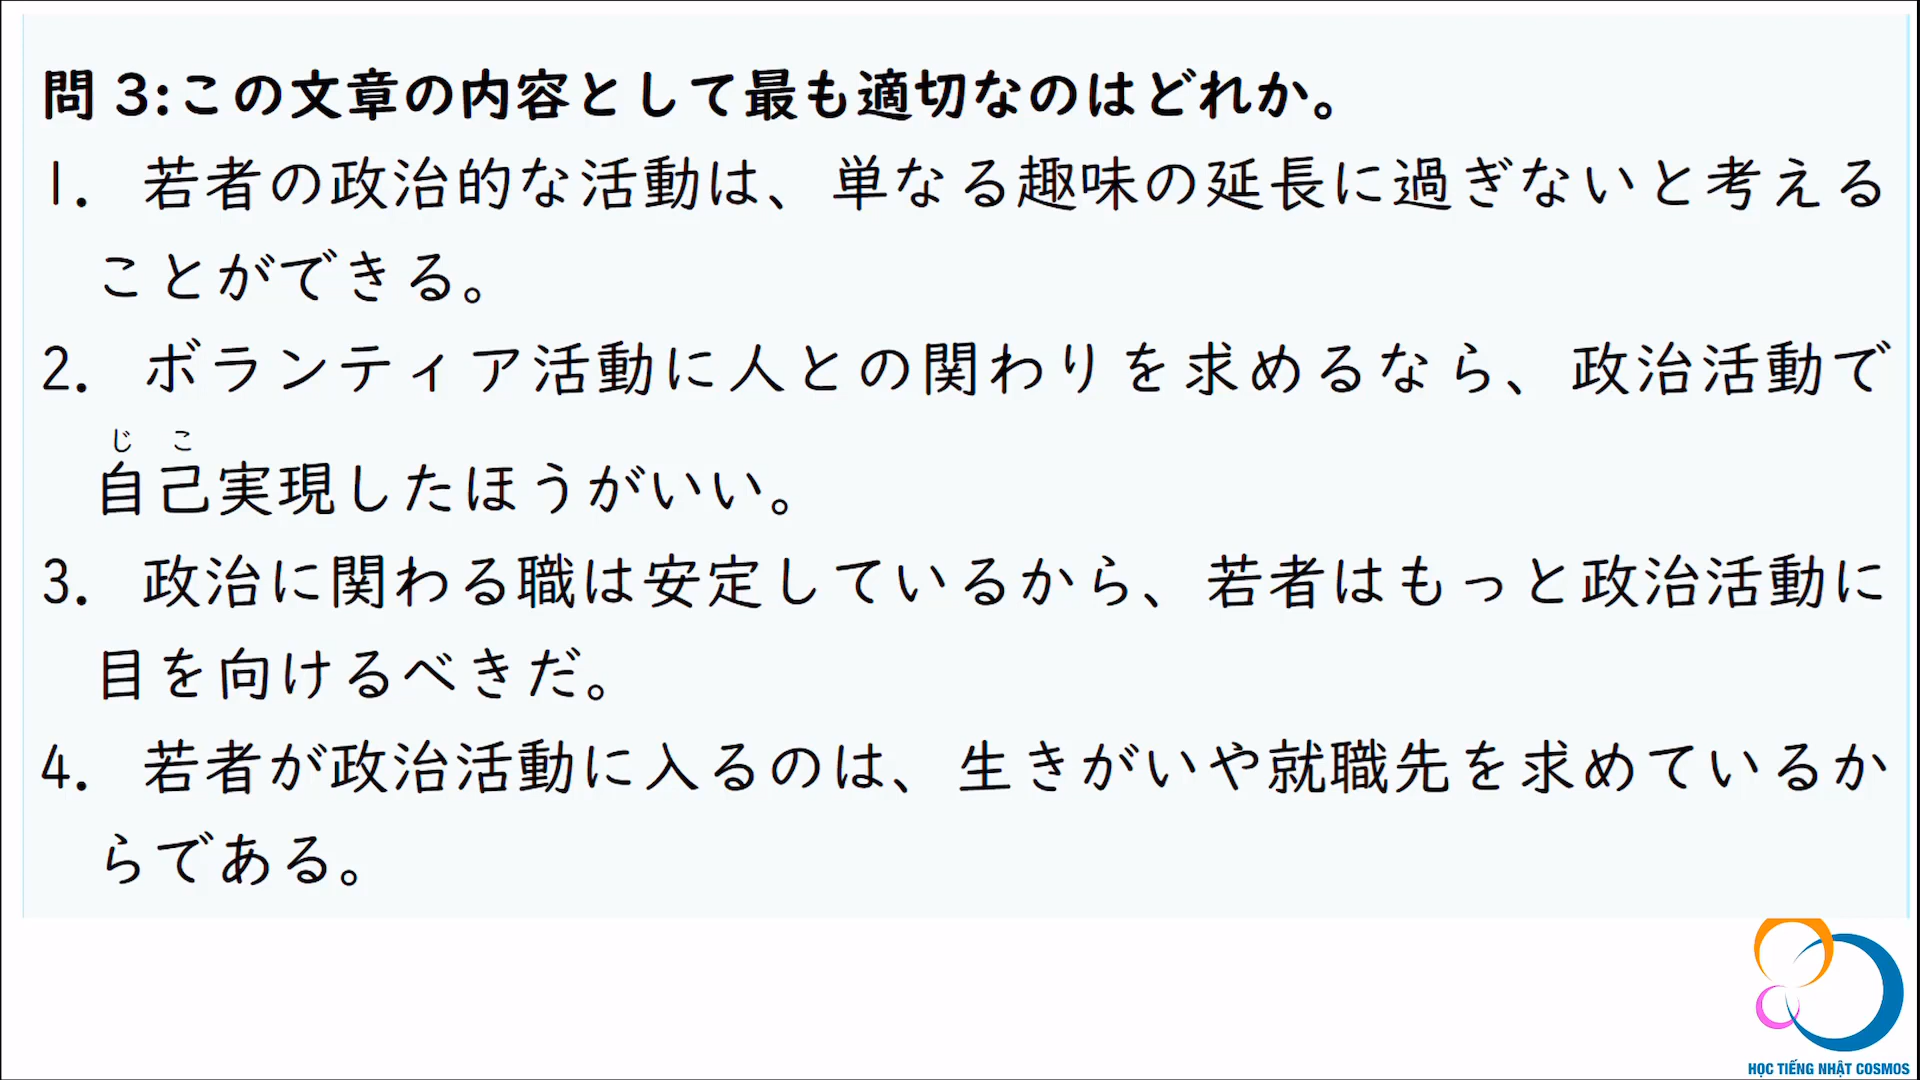 問 3:この文章の内容として最も適切なのはどれか。
1. 若者の政治的な活動は、単なる趣味の延長に過ぎないと考える
ことができる。
2. ボランティア活動に人との関わりを求めるなら、政治活動で
じ こ
自己実現したほうがいい。
3. 政治に関わる職は安定しているから、若者はもっと政治活動に
目を向けるべきだ。
4. 若者が政治活動に入るのは、生きがいや就職先を求めているか
らである。
HỌC TIẾNG NHẬT COSMOS